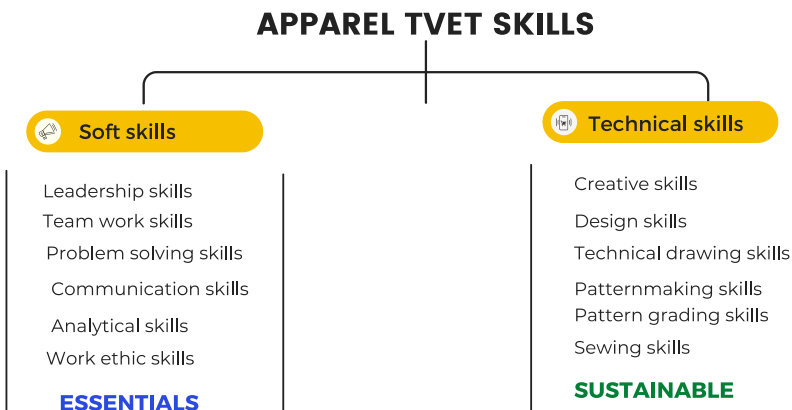 APPAREL TVET SKILLS
Soft skills
Leadership skills
Team work skills
Problem solving skills
Communication skills
Analytical skills
Work ethic skills
ESSENTIALS
Technical skills
Creative skills
Design skills
Technical drawing skills
Patternmaking skills
Pattern grading skills
Sewing skills
SUSTAINABLE